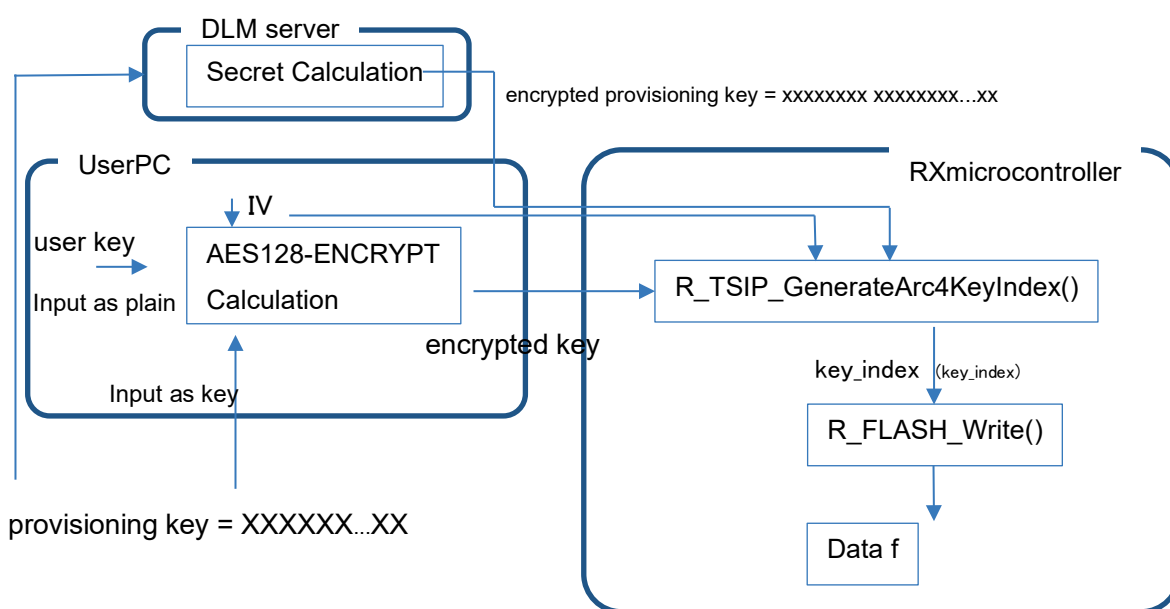 DLM server
Secret Calculation
encrypted provisioning key = xxxxxxxx xxxxxxxx...xx
UserPC
RXmicrocontroller
IV
user key
Input as plain
AES128-ENCRYPT
Calculation
R_TSIP_GenerateArc4KeyIndex()
encrypted key
key_index (key_index)
Input as key
R_FLASH_Write()
provisioning key = XXXXXX...XX
Data f